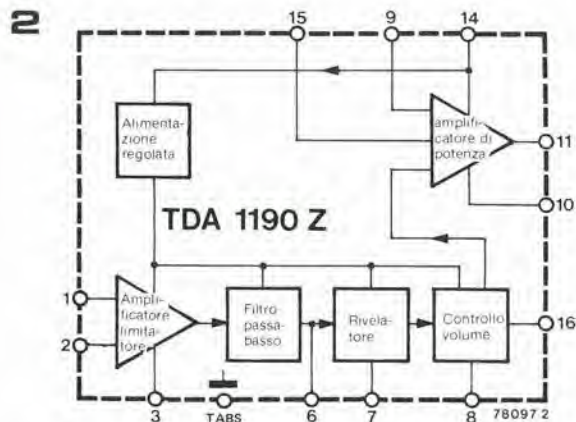 2
15
9
14
Alimenta-
zione
regolata
amplifi-
catore di
potenza
11
10
TDA 1190 Z
1
2
Amplifi-
ficatore
limita-
tore
Filtro
passa-
basso
Rivela-
tore
Controllo
volume
16
3
TABS
6
7
8
78097 2